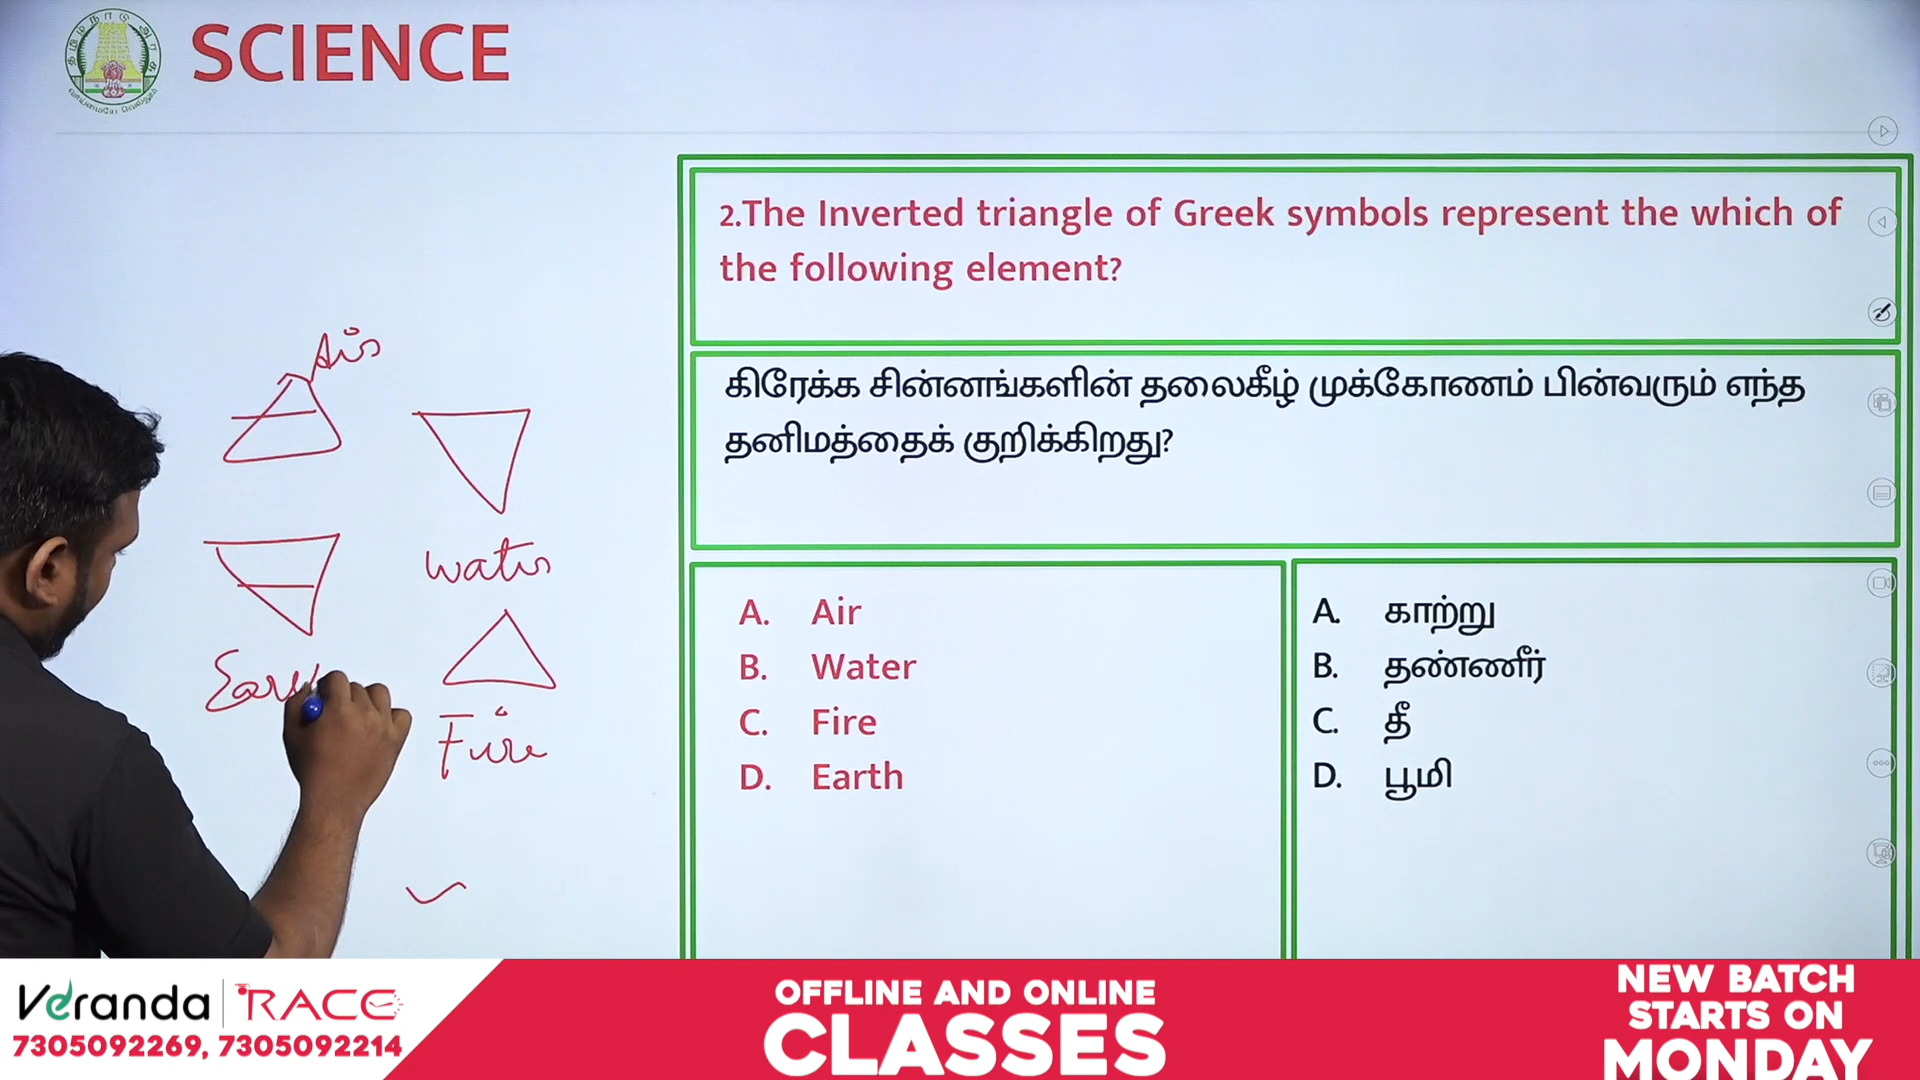 SCIENCE
2.The Inverted triangle of Greek symbols represent the which of
the following element?
கிரேக்க சின்னங்களின் தலைகீழ் முக்கோணம் பின்வரும் எந்த
தனிமத்தைக் குறிக்கிறது?
Air
water
Fire
A. Air
B. Water
C. Fire
D. Earth
A. காற்று
B. தண்ணீர்
C. தீ
D. பூமி
Veranda RACE
7305092269, 7305092214
OFFLINE AND ONLINE
CLASSES
NEW BATCH
STARTS ON
MONDAY